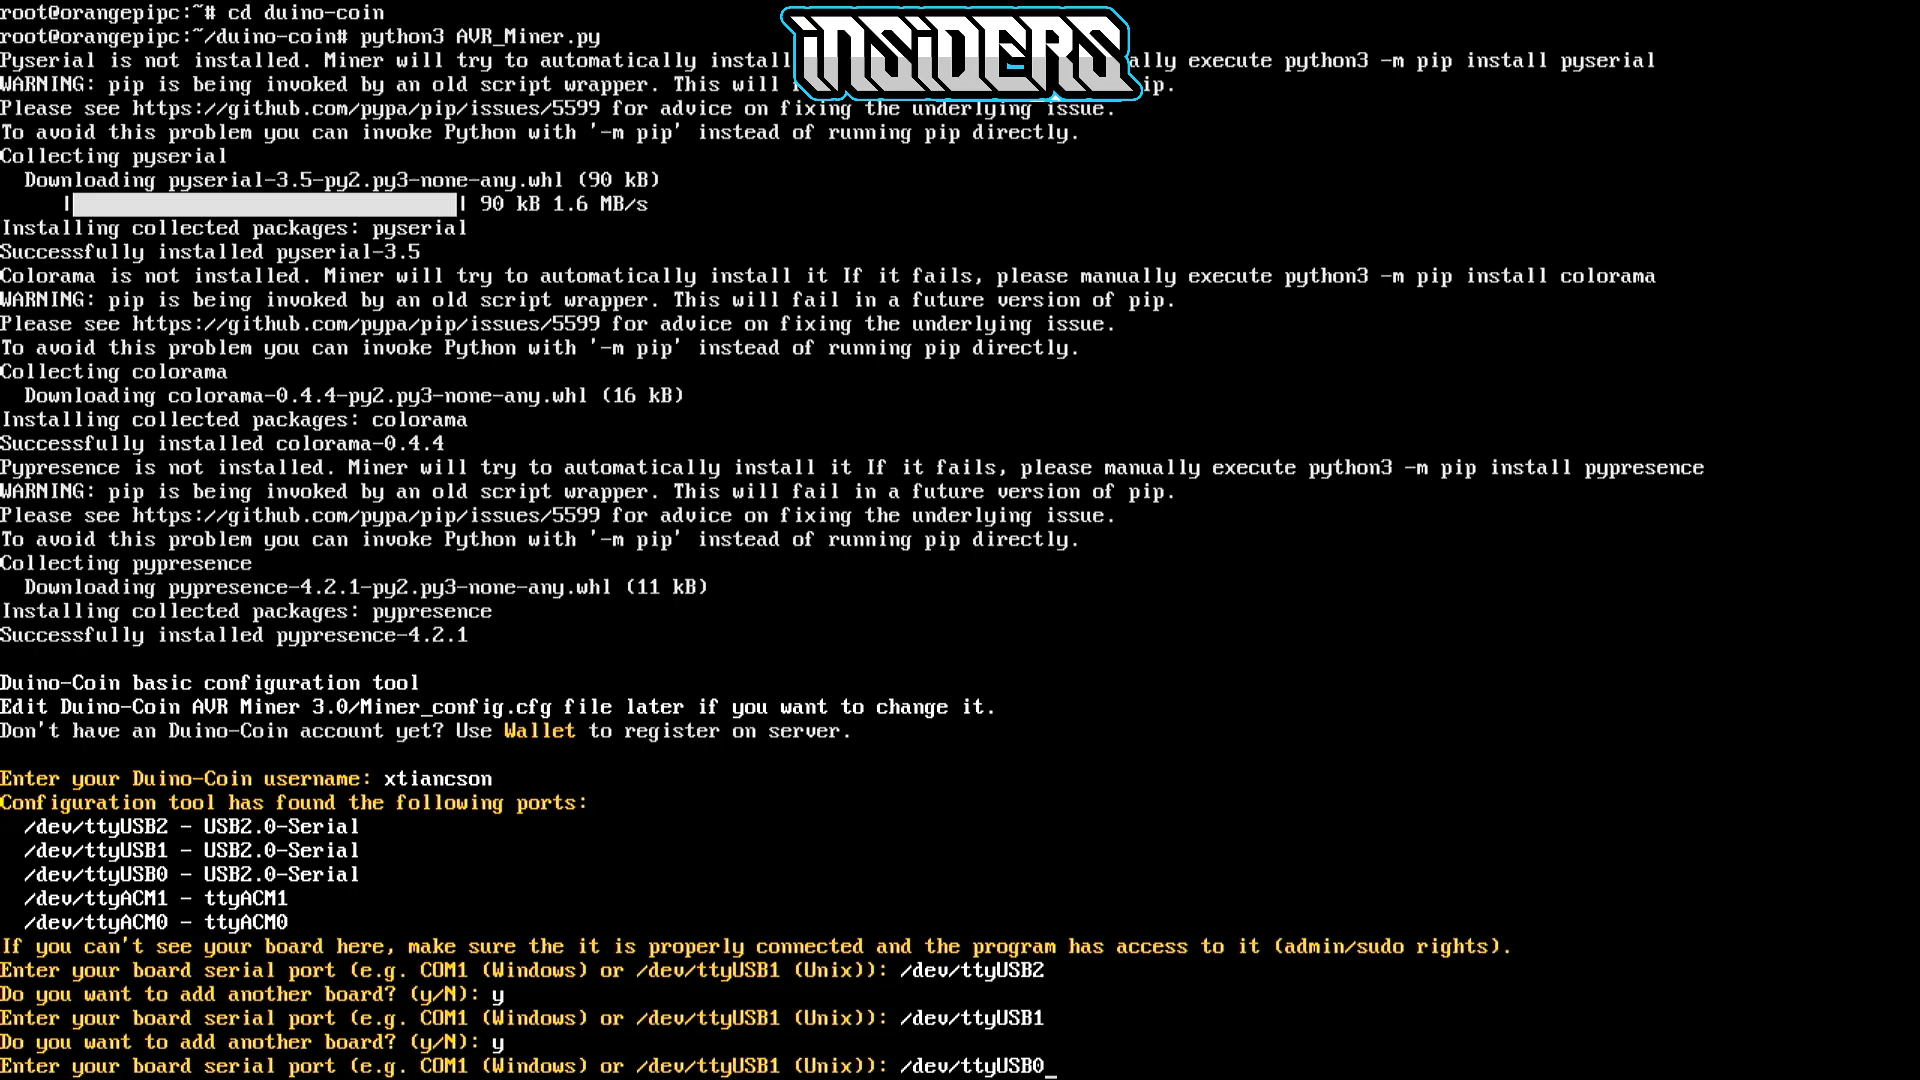 root@orangepipc:~# cd duino-coin
root@orangepipc:~/duino-coin# python3 AVR_Miner.py
INSIDERS
Pyserial is not installed. Miner will try to automatically install ally execute python3 -m pip install pyserial
WARNING: pip is being invoked by an old script wrapper. This will ip.
Please see https://github.com/pypa/pip/issues/5599 for advice on fixing the underlying issue.
To avoid this problem you can invoke Python with '-m pip' instead of running pip directly.
Collecting pyserial
  Downloading pyserial-3.5-py2.py3-none-any.whl (90 kB)
| | 90 kB 1.6 MB/s
Installing collected packages: pyserial
Successfully installed pyserial-3.5
Colorama is not installed. Miner will try to automatically install it If it fails, please manually execute python3 -m pip install colorama
WARNING: pip is being invoked by an old script wrapper. This will fail in a future version of pip.
Please see https://github.com/pypa/pip/issues/5599 for advice on fixing the underlying issue.
To avoid this problem you can invoke Python with '-m pip' instead of running pip directly.
Collecting colorama
  Downloading colorama-0.4.4-py2.py3-none-any.whl (16 kB)
Installing collected packages: colorama
Successfully installed colorama-0.4.4
Pypresence is not installed. Miner will try to automatically install it If it fails, please manually execute python3 -m pip install pypresence
WARNING: pip is being invoked by an old script wrapper. This will fail in a future version of pip.
Please see https://github.com/pypa/pip/issues/5599 for advice on fixing the underlying issue.
To avoid this problem you can invoke Python with '-m pip' instead of running pip directly.
Collecting pypresence
  Downloading pypresence-4.2.1-py2.py3-none-any.whl (11 kB)
Installing collected packages: pypresence
Successfully installed pypresence-4.2.1
Duino-Coin basic configuration tool
Edit Duino-Coin AVR Miner 3.0/Miner_config.cfg file later if you want to change it.
Don't have an Duino-Coin account yet? Use Wallet to register on server.
Enter your Duino-Coin username: xtiancson
Configuration tool has found the following ports:
  /dev/ttyUSB2 - USB2.0-Serial
  /dev/ttyUSB1 - USB2.0-Serial
  /dev/ttyUSB0 - USB2.0-Serial
  /dev/ttyACM1 - ttyACM1
  /dev/ttyACM0 - ttyACM0
If you can't see your board here, make sure the it is properly connected and the program has access to it (admin/sudo rights).
Enter your board serial port (e.g. COM1 (Windows) or /dev/ttyUSB1 (Unix)): /dev/ttyUSB2
Do you want to add another board? (y/N): y
Enter your board serial port (e.g. COM1 (Windows) or /dev/ttyUSB1 (Unix)): /dev/ttyUSB1
Do you want to add another board? (y/N): y
Enter your board serial port (e.g. COM1 (Windows) or /dev/ttyUSB1 (Unix)): /dev/ttyUSB0_